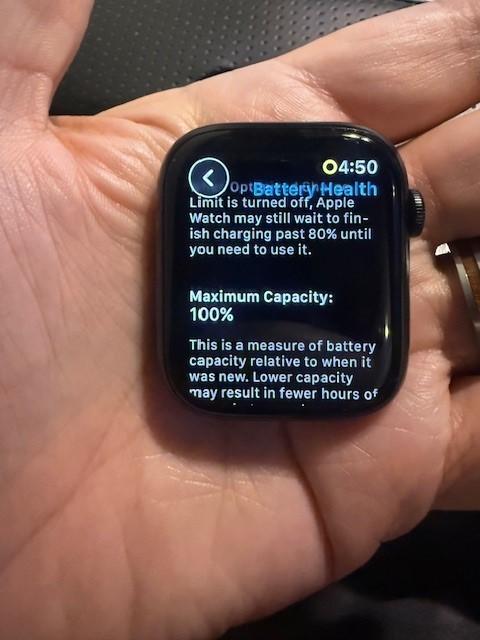 4:50
Battery Health
Limit is turned off, Apple
Watch may still wait to fin-
ish charging past 80% until
you need to use it.
Maximum Capacity:
100%
This is a measure of battery
capacity relative to when it
was new. Lower capacity
may result in fewer hours of